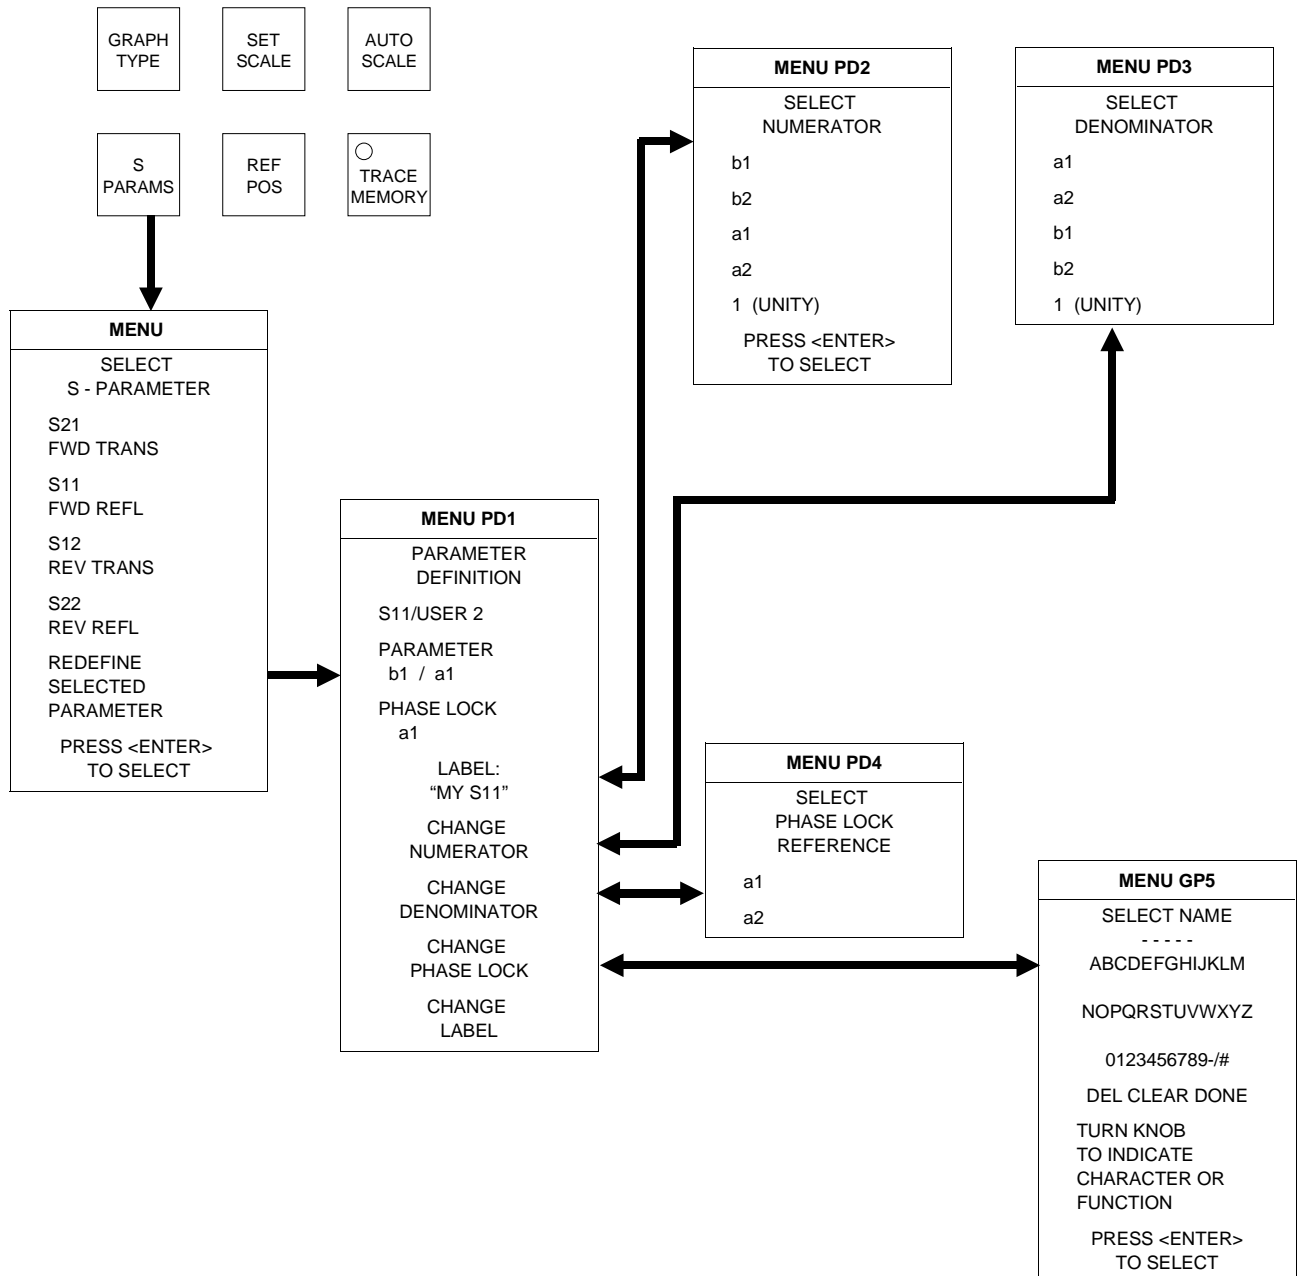 GRAPH
TYPE
SET
SCALE
AUTO
SCALE
S
PARAMS
REF
POS
TRACE
MEMORY
MENU
SELECT
S - PARAMETER
S21
FWD TRANS
S11
FWD REFL
S12
REV TRANS
S22
REV REFL
REDEFINE
SELECTED
PARAMETER
PRESS <ENTER>
TO SELECT
MENU PD1
PARAMETER
DEFINITION
S11/USER 2
PARAMETER
b1 / a1
PHASE LOCK
a1
LABEL:
“MY S11”
CHANGE
NUMERATOR
CHANGE
DENOMINATOR
CHANGE
PHASE LOCK
CHANGE
LABEL
MENU PD2
SELECT
NUMERATOR
b1
b2
a1
a2
1 (UNITY)
PRESS <ENTER>
TO SELECT
MENU PD3
SELECT
DENOMINATOR
a1
a2
b1
b2
1 (UNITY)
MENU PD4
SELECT
PHASE LOCK
REFERENCE
a1
a2
MENU GP5
SELECT NAME
- - - - -
ABCDEFGHIJKLM
NOPQRSTUVWXYZ
0123456789-/#
DEL CLEAR DONE
TURN KNOB
TO INDICATE
CHARACTER OR
FUNCTION
PRESS <ENTER>
TO SELECT